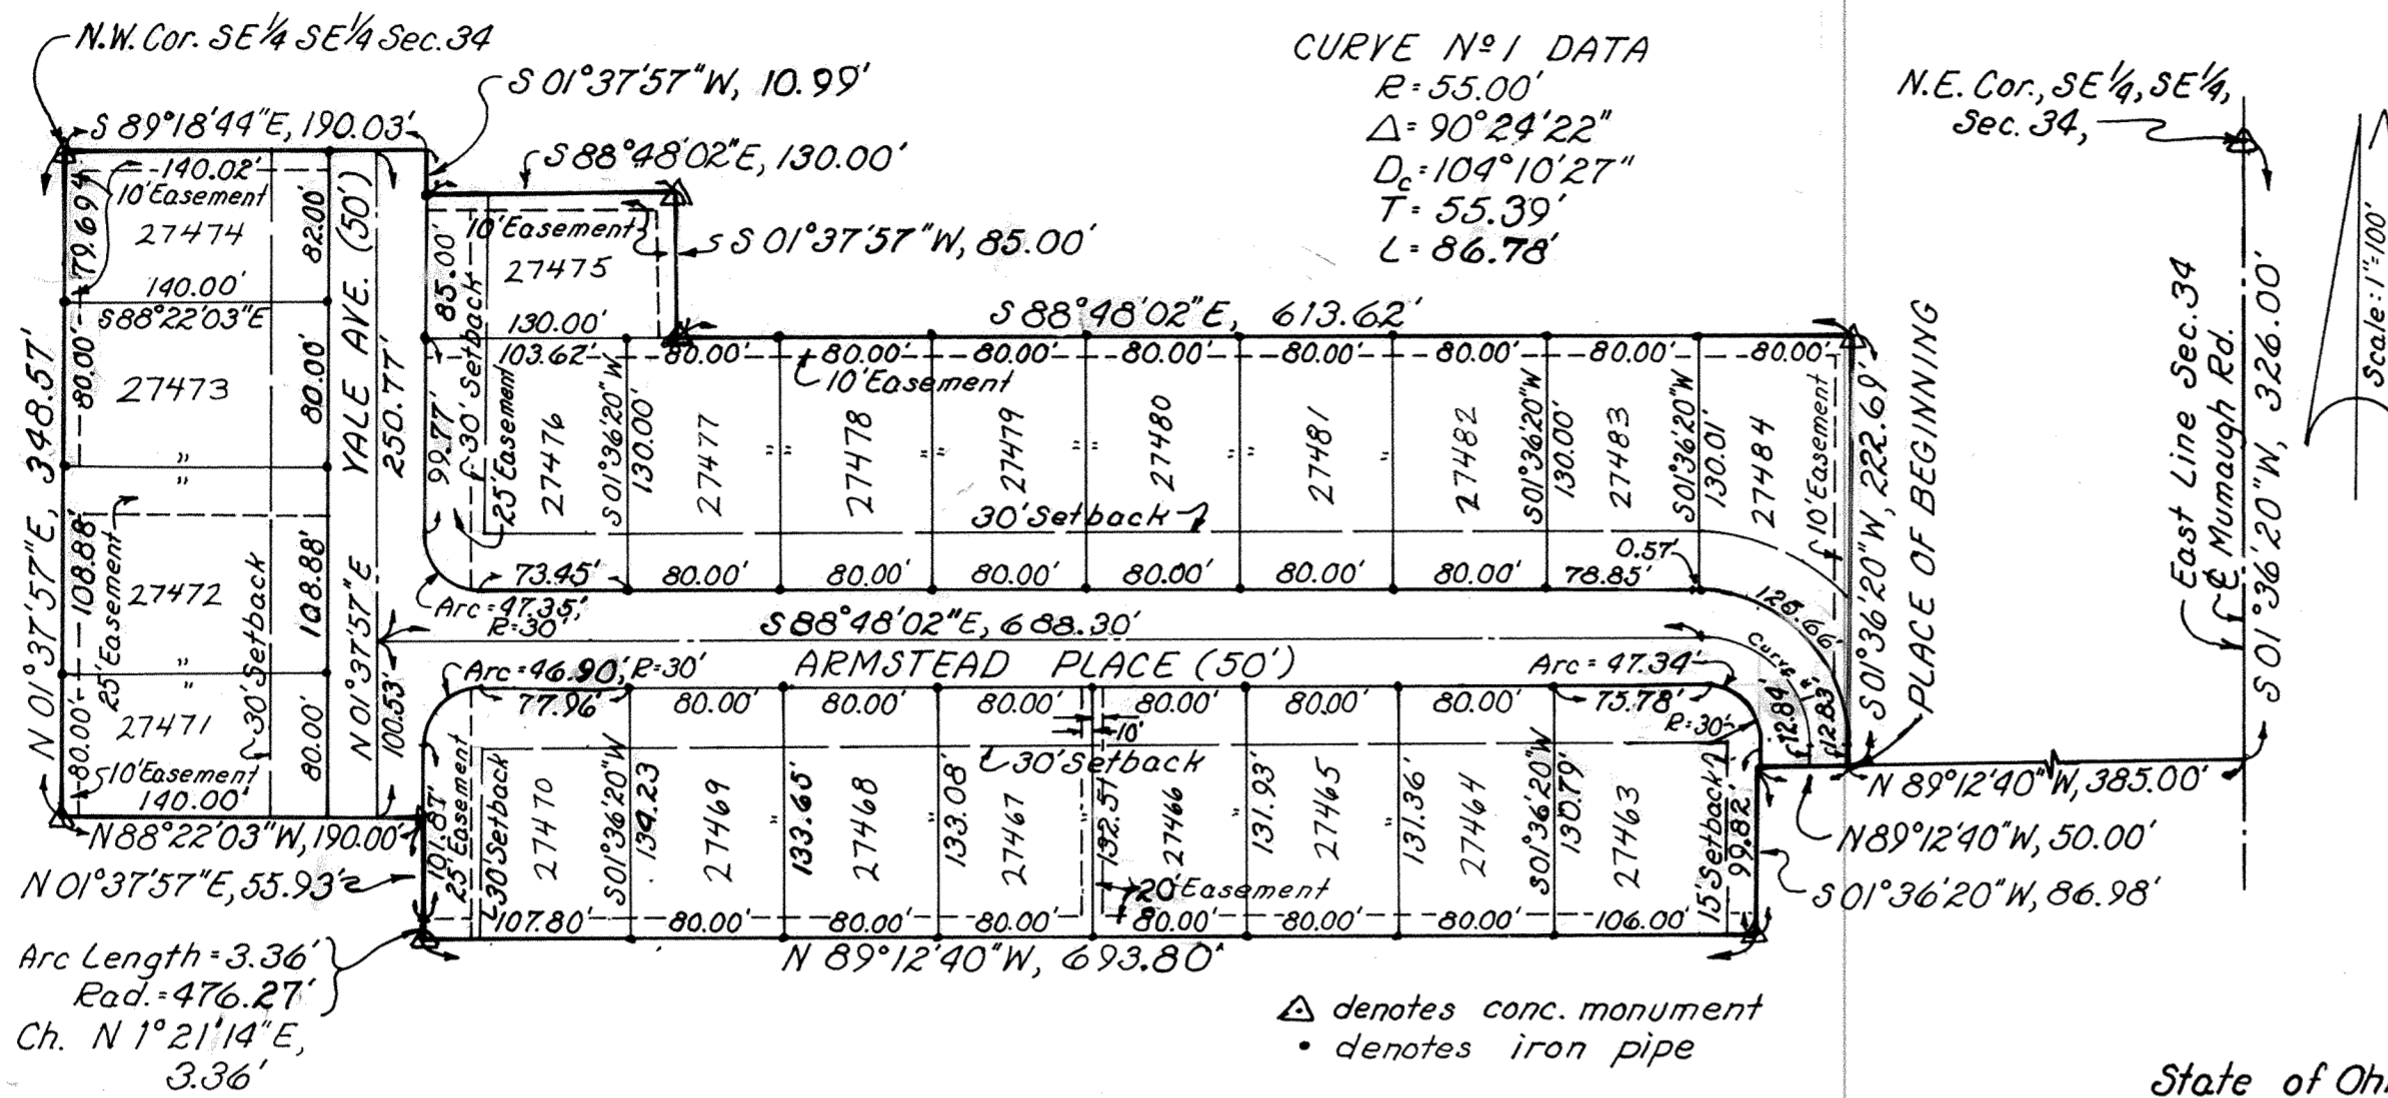 N.W. Cor. SE¼ SE¼ Sec. 34
S 01°37'57"W, 10.99'
S 89°18'44"E, 190.03'
S 88°48'02"E, 130.00'
S 01°37'57"W, 85.00'
CURVE Nº 1 DATA
R = 55.00'
Δ = 90°24'22"
Dc = 104°10'27"
T = 55.39'
L = 86.78'
N.E. Cor., SE¼, SE¼,
Sec. 34,
Scale: 1"=100'
140.02'
10' Easement
79.69'
27474
82.00'
140.00'
S88°22'03"E
80.00'
27473
80.00'
"
"
108.88'
25' Easement
27472
108.88'
30' Setback
"
"
80.00'
27471
80.00'
10' Easement
140.00'
N 01°37'57"E, 348.57'
YALE AVE. (50')
250.77'
N 01°37'57"E
100.53'
N88°22'03"W, 190.00'
N 01°37'57"E, 55.93'
Arc Length = 3.36'
Rad. = 476.27'
Ch. N 1°21'14"E,
3.36'
85.00'
10' Easement
27475
130.00'
30' Setback
S 88°48'02"E, 613.62'
103.62' 80.00' 80.00' 80.00' 80.00' 80.00' 80.00' 80.00'
10' Easement
99.77'
25' Easement
27476
S 01°36'20"W
130.00'
27477
"
27478
"
27479
"
27480
"
27481
"
27482
S01°36'20"W
130.00'
27483
S01°36'20"W
130.01'
27484
10' Easement
30' Setback
73.45' 80.00' 80.00' 80.00' 80.00' 80.00' 78.85' 0.57'
Arc = 47.35'
R = 30'
125.66'
S 88°48'02"E, 688.30'
ARMSTEAD PLACE (50')
Curve #1
12.84'
12.83'
Arc = 46.90', R=30'
Arc = 47.34'
R=30'
77.96' 80.00' 80.00' 80.00' 80.00' 80.00' 75.78'
10'
30' Setback
101.87'
25' Easement
30' Setback
27470
S01°36'20"W
134.23
27469
"
133.65'
27468
"
133.08'
27467
132.51'
27466
"
131.93'
27465
"
131.36'
27464
S01°36'20"W
130.79'
27463
15' Setback
99.82'
20' Easement
107.80' 80.00' 80.00' 80.00' 80.00' 80.00' 80.00' 106.00'
N 89°12'40"W, 693.80'
S 01°36'20"W, 222.69'
PLACE OF BEGINNING
East Line Sec. 34
℄ Mumaugh Rd.
S 01°36'20"W, 326.00'
N 89°12'40"W, 385.00'
N89°12'40"W, 50.00'
S 01°36'20"W, 86.98'
denotes conc. monument
• denotes iron pipe
State of Oh